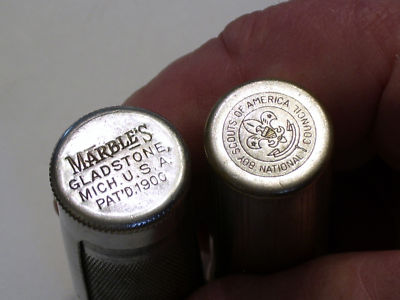 MARBLE'S
GLADSTONE,
MICH. U.S.A.
PAT'D.1900
BOY SCOUTS OF AMERICA
NATIONAL COUNCIL